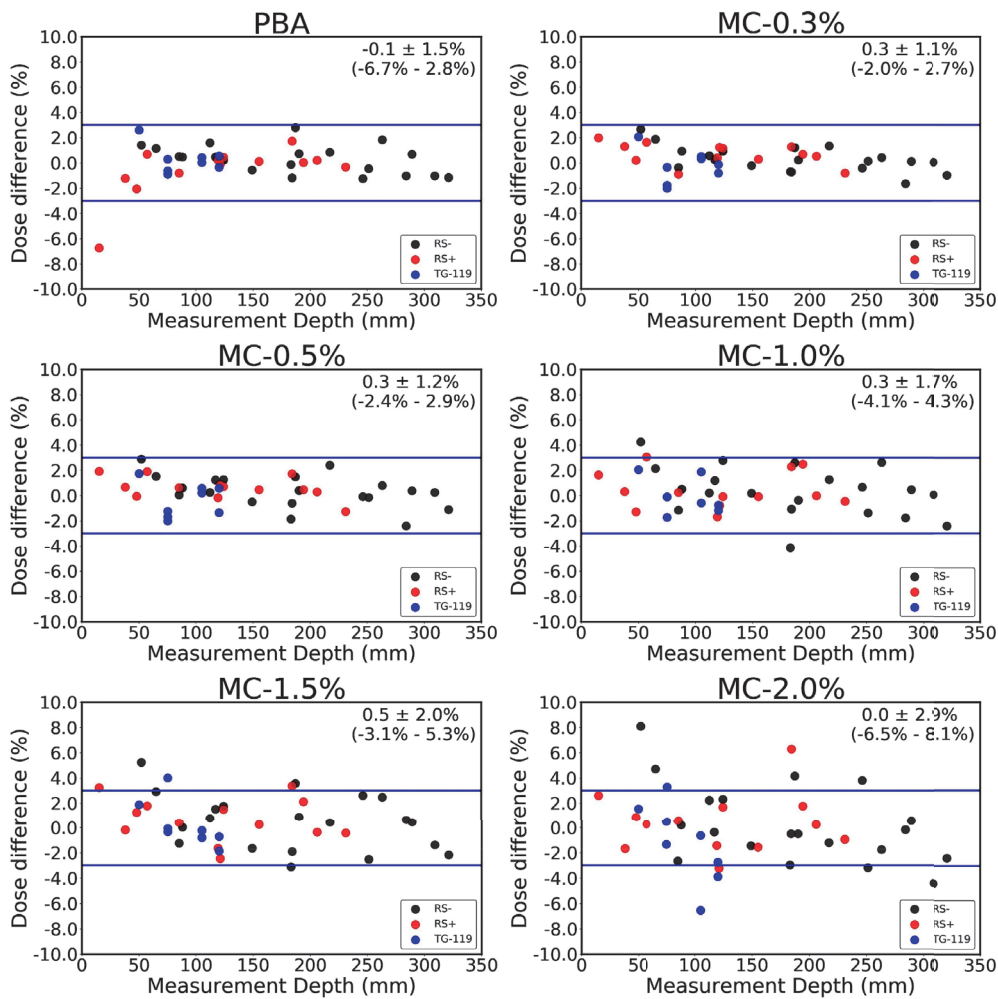 PBA
10.0
8.0
6.0
4.0
2.0
0.0
-2.0
-4.0
-6.0
-8.0
-10.0
Dose difference (%)
-0.1 ± 1.5%
(-6.7% - 2.8%)
RS-
RS+
TG-119
0 50 100 150 200 250 300 350
Measurement Depth (mm)
MC-0.3%
10.0
8.0
6.0
4.0
2.0
0.0
-2.0
-4.0
-6.0
-8.0
-10.0
Dose difference (%)
0.3 ± 1.1%
(-2.0% - 2.7%)
RS-
RS+
TG-119
0 50 100 150 200 250 300 350
Measurement Depth (mm)
MC-0.5%
10.0
8.0
6.0
4.0
2.0
0.0
-2.0
-4.0
-6.0
-8.0
-10.0
Dose difference (%)
0.3 ± 1.2%
(-2.4% - 2.9%)
RS-
RS+
TG-119
0 50 100 150 200 250 300 350
Measurement Depth (mm)
MC-1.0%
10.0
8.0
6.0
4.0
2.0
0.0
-2.0
-4.0
-6.0
-8.0
-10.0
Dose difference (%)
0.3 ± 1.7%
(-4.1% - 4.3%)
RS-
RS+
TG-119
0 50 100 150 200 250 300 350
Measurement Depth (mm)
MC-1.5%
10.0
8.0
6.0
4.0
2.0
0.0
-2.0
-4.0
-6.0
-8.0
-10.0
Dose difference (%)
0.5 ± 2.0%
(-3.1% - 5.3%)
RS-
RS+
TG-119
0 50 100 150 200 250 300 350
Measurement Depth (mm)
MC-2.0%
10.0
8.0
6.0
4.0
2.0
0.0
-2.0
-4.0
-6.0
-8.0
-10.0
Dose difference (%)
0.0 ± 2.9%
(-6.5% - 8.1%)
RS-
RS+
TG-119
0 50 100 150 200 250 300 350
Measurement Depth (mm)